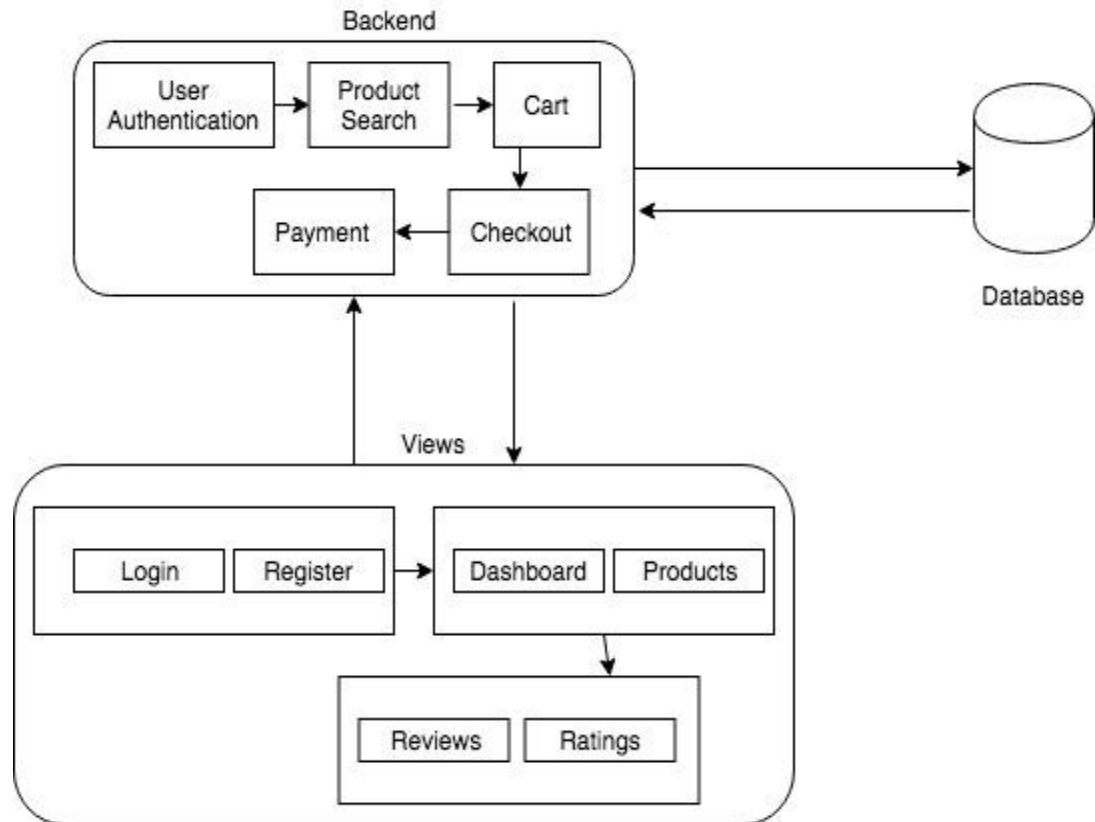 Backend
User
Authentication
Product
Search
Cart
Payment
Checkout
Database
Views
Login
Register
Dashboard
Products
Reviews
Ratings